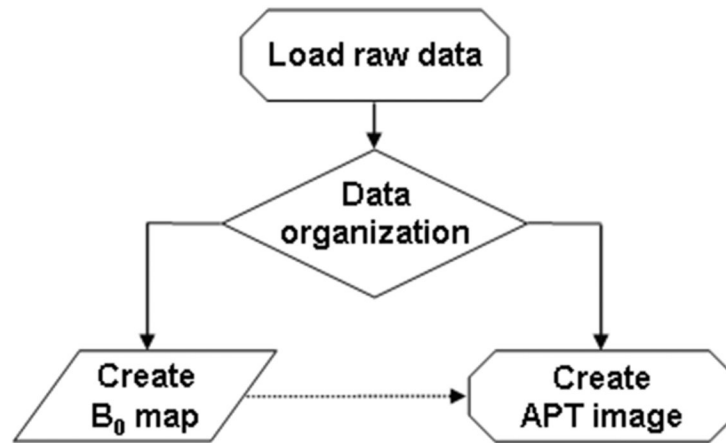 Load raw data
Data
organization
Create
B₀ map
Create
APT image